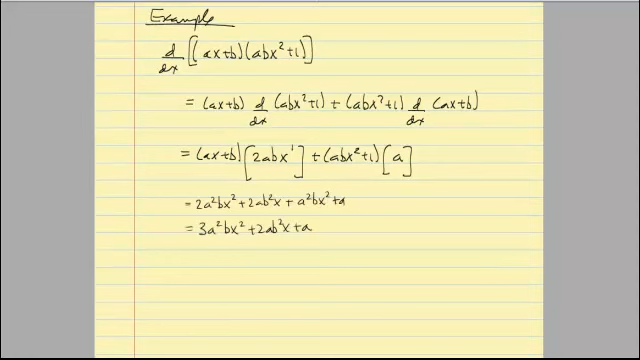 Example
d/dx [(ax+b)(abx²+1)]
= (ax+b) d/dx (abx²+1) + (abx²+1) d/dx (ax+b)
= (ax+b) [2abx¹] + (abx²+1) [a]
= 2a²bx² + 2ab²x + a²bx² + a
= 3a²bx² + 2ab²x + a